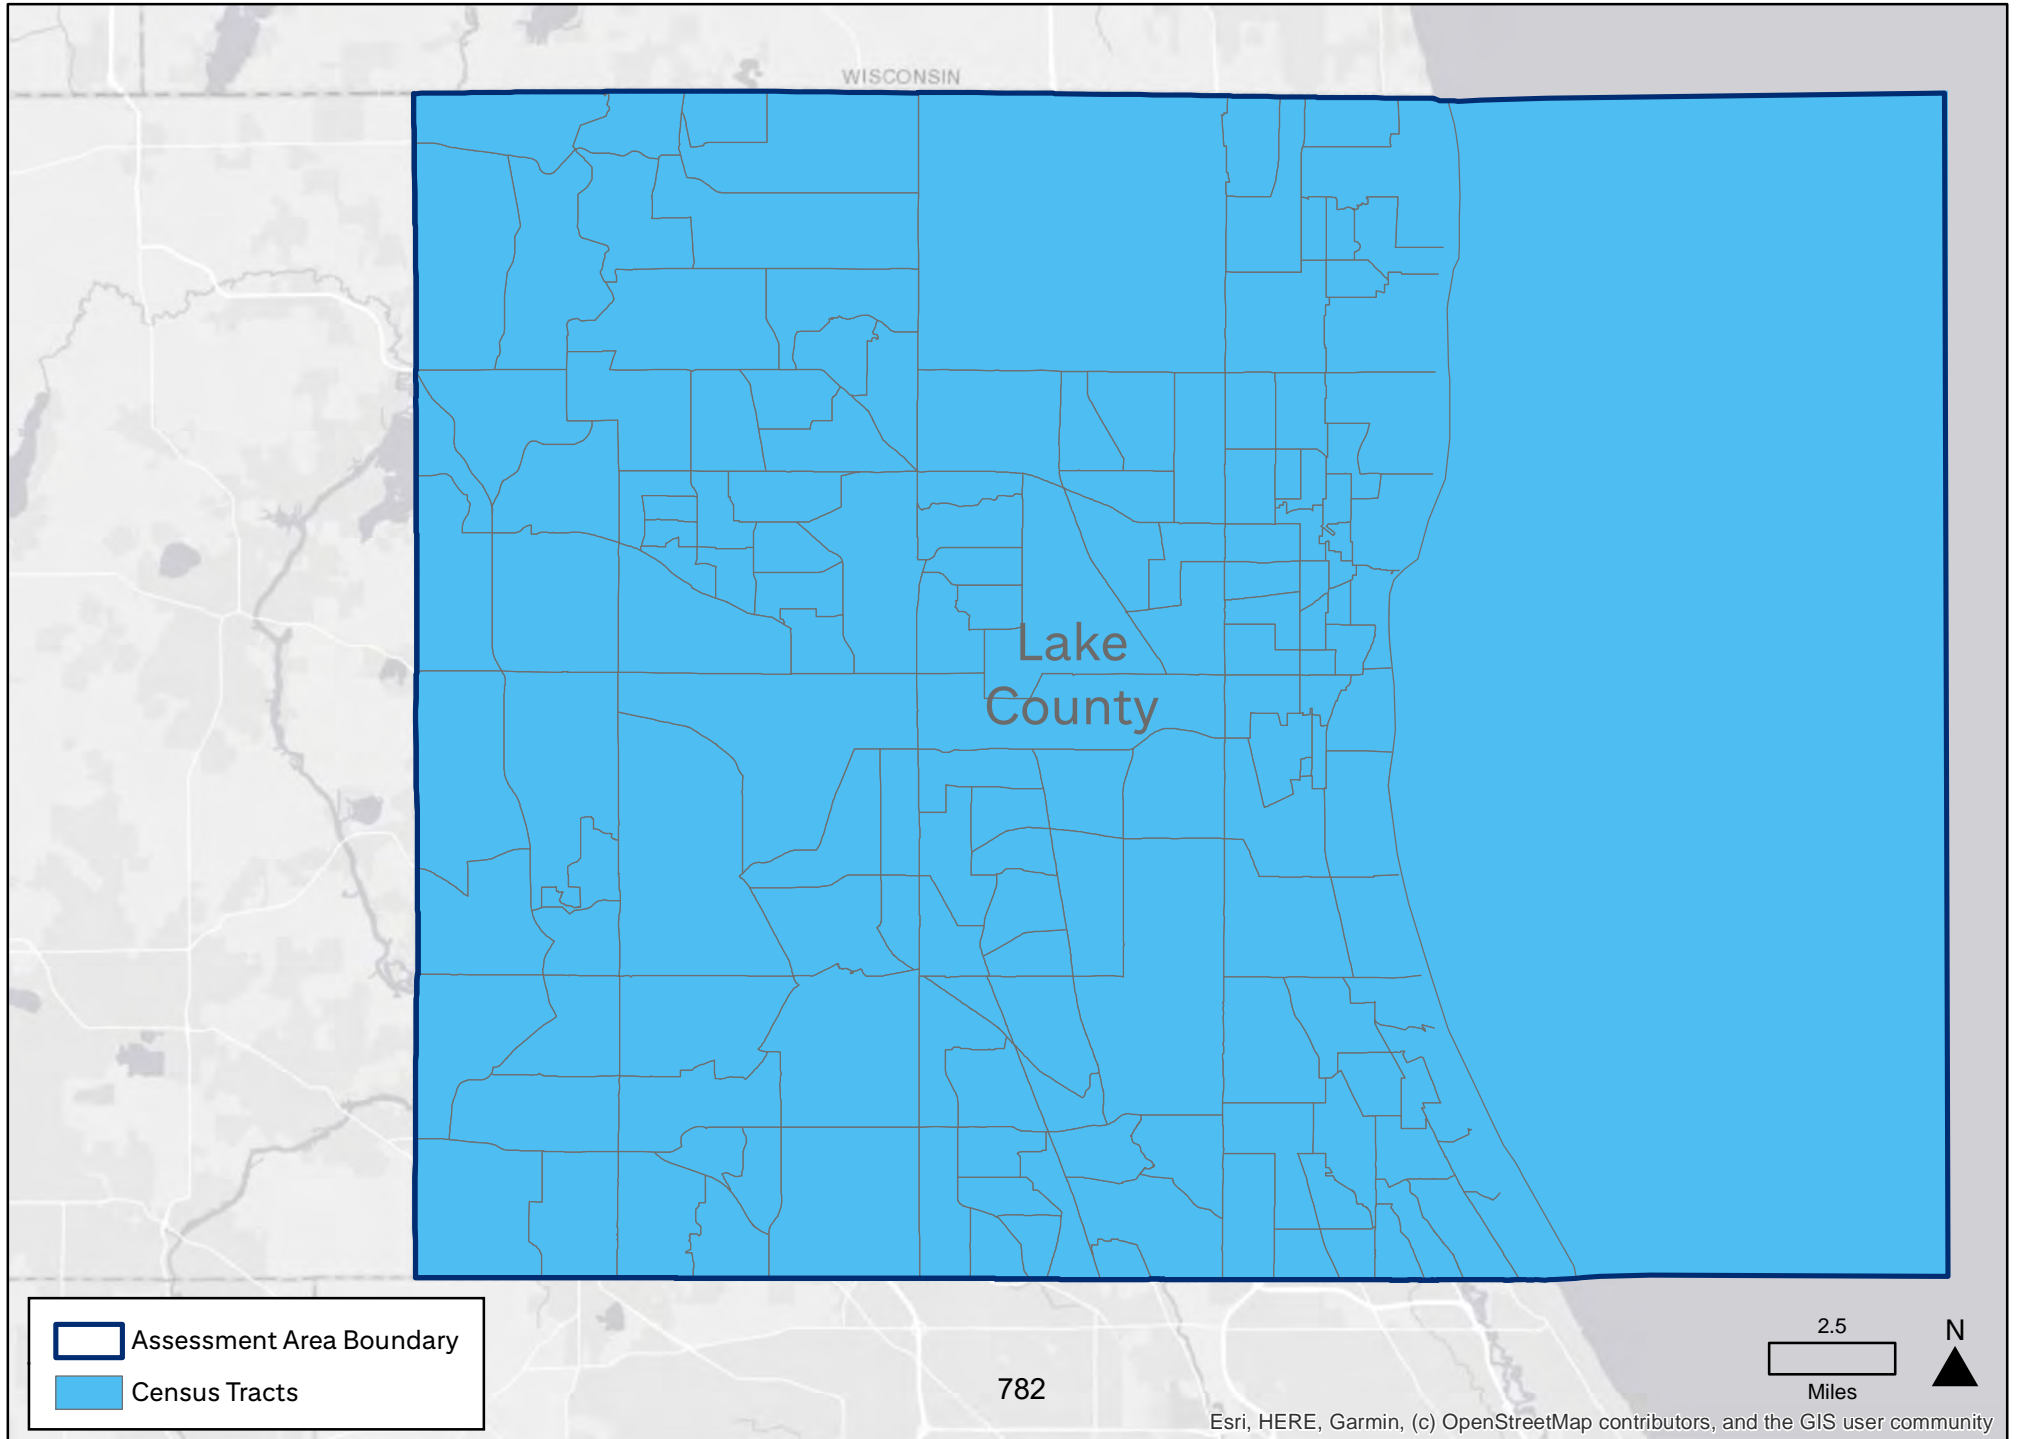 WISCONSIN
Lake
County
Assessment Area Boundary
Census Tracts
782
2.5
Miles
N
Esri, HERE, Garmin, (c) OpenStreetMap contributors, and the GIS user community